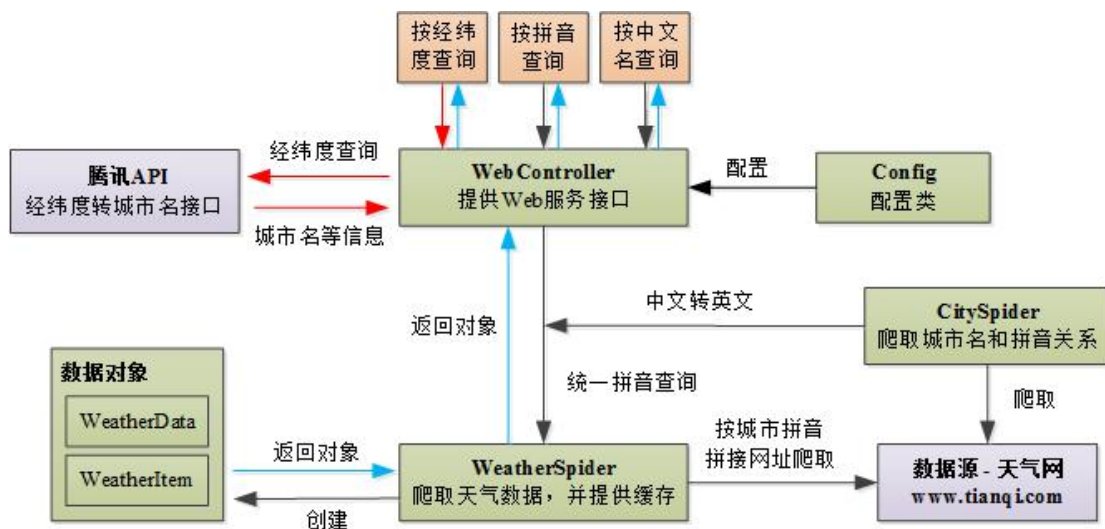 按经纬
度查询
按拼音
查询
按中文
名查询
经纬度查询
腾讯API
经纬度转城市名接口
城市名等信息
WebController
提供Web服务接口
配置
Config
配置类
返回对象
中文转英文
CitySpider
爬取城市名和拼音关系
统一拼音查询
爬取
数据对象
WeatherData
WeatherItem
返回对象
创建
WeatherSpider
爬取天气数据，并提供缓存
按城市拼音
拼接网址爬取
数据源 - 天气网
www.tianqi.com